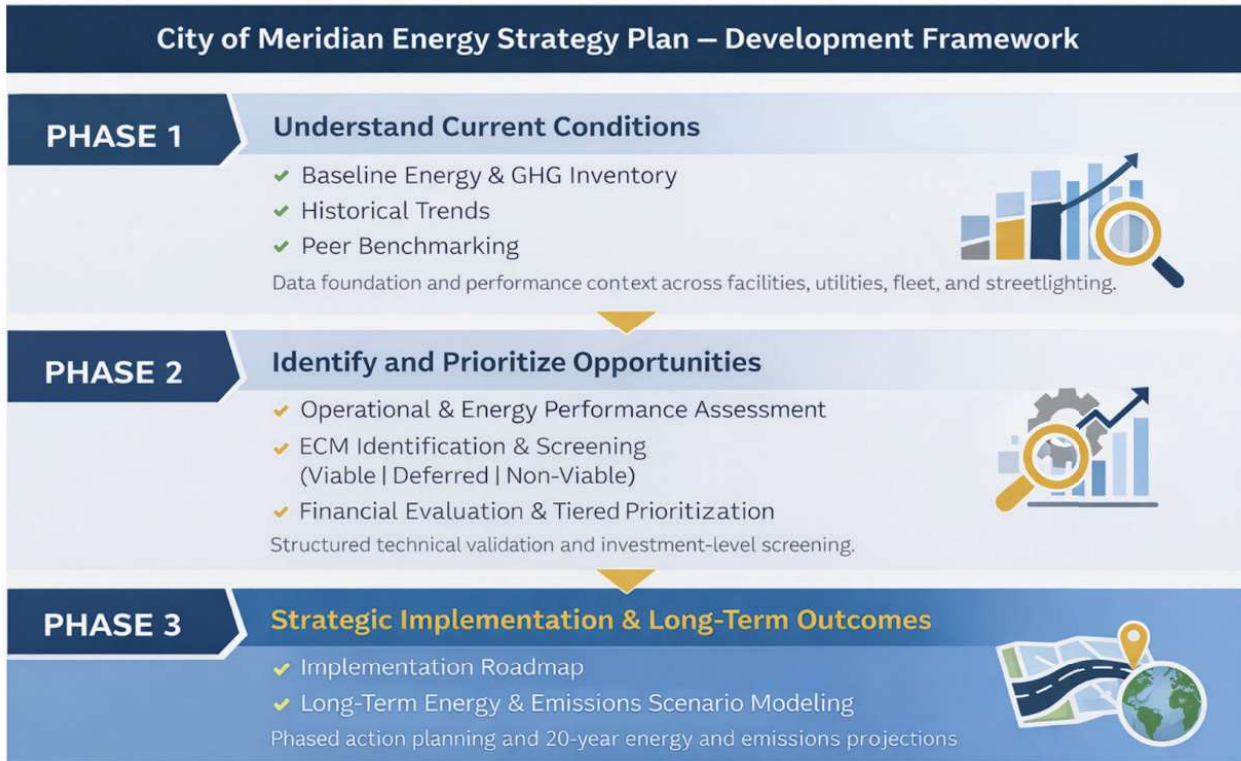 City of Meridian Energy Strategy Plan – Development Framework
PHASE 1
Understand Current Conditions
✔ Baseline Energy & GHG Inventory
✔ Historical Trends
✔ Peer Benchmarking
Data foundation and performance context across facilities, utilities, fleet, and streetlighting.
PHASE 2
Identify and Prioritize Opportunities
✔ Operational & Energy Performance Assessment
✔ ECM Identification & Screening
(Viable | Deferred | Non-Viable)
✔ Financial Evaluation & Tiered Prioritization
Structured technical validation and investment-level screening.
PHASE 3
Strategic Implementation & Long-Term Outcomes
✔ Implementation Roadmap
✔ Long-Term Energy & Emissions Scenario Modeling
Phased action planning and 20-year energy and emissions projections